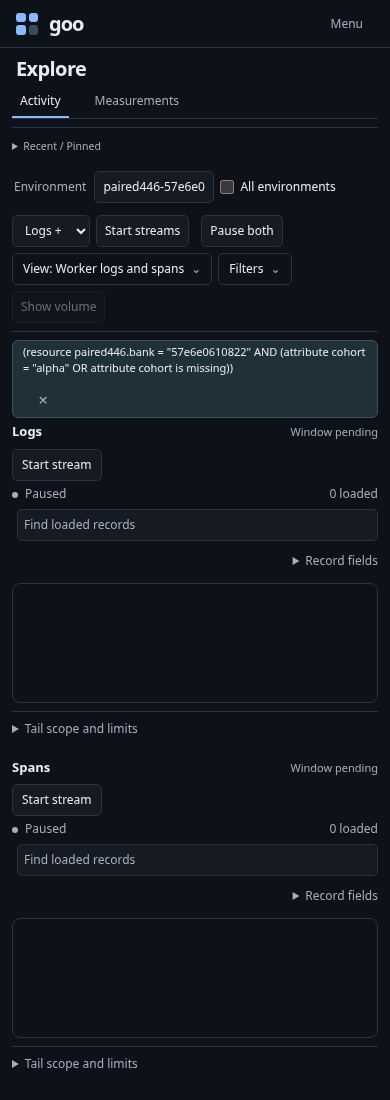 goo
Menu
Explore
Activity Measurements
Recent / Pinned
Environment paired446-57e6e0 All environments
Logs + Start streams Pause both
View: Worker logs and spans Filters
Show volume
(resource paired446.bank = "57e6e0610822" AND (attribute cohort
= "alpha" OR attribute cohort is missing))
×
Logs Window pending
Start stream
Paused 0 loaded
Find loaded records
Record fields
Tail scope and limits
Spans Window pending
Start stream
Paused 0 loaded
Find loaded records
Record fields
Tail scope and limits